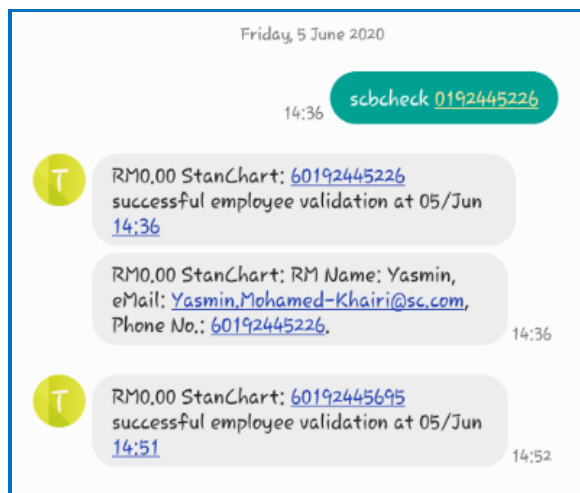 Friday, 5 June 2020
scbcheck 0192445226
14:36
T
RM0.00 StanChart: 60192445226
successful employee validation at 05/Jun
14:36
RM0.00 StanChart: RM Name: Yasmin,
eMail: Yasmin.Mohamed-Khairi@sc.com,
Phone No.: 60192445226.
14:36
T
RM0.00 StanChart: 60192445695
successful employee validation at 05/Jun
14:51
14:52